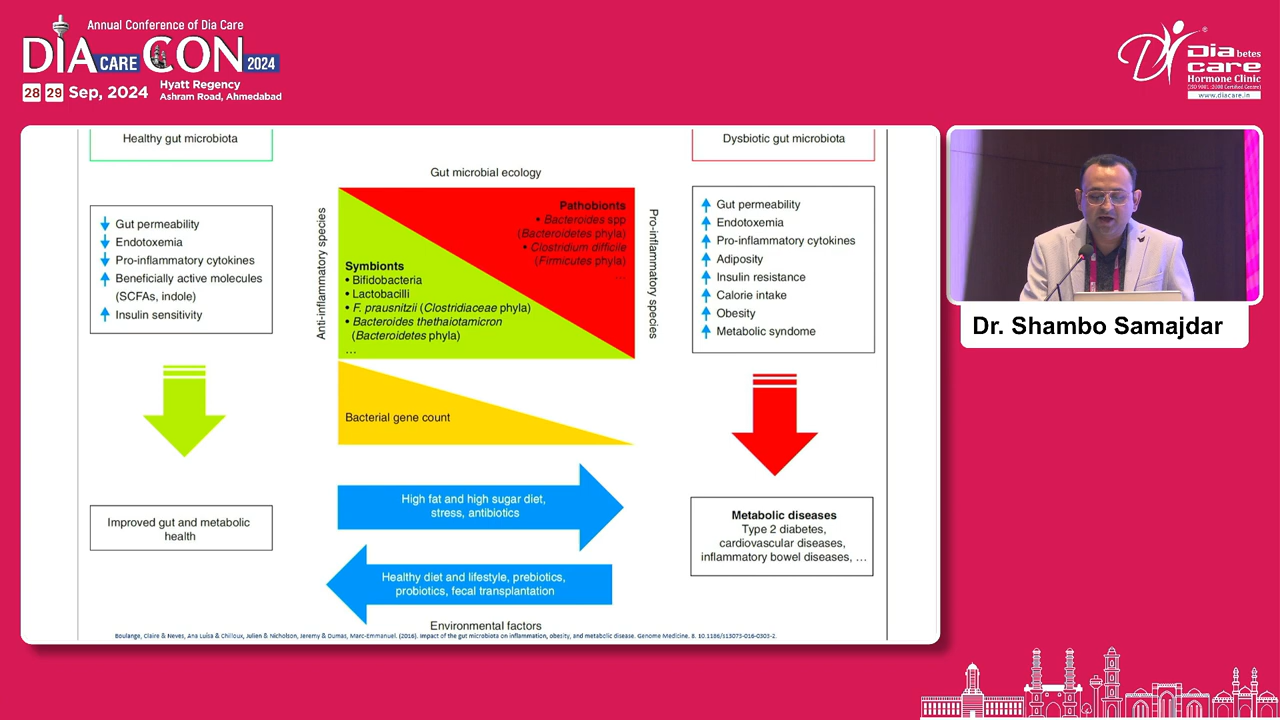 Annual Conference of Dia Care
DIA CARE CON 2024
28 29 Sep, 2024
Hyatt Regency
Ashram Road, Ahmedabad
Diabetes
care
Hormone Clinic
(ISO 9001:2008 Certified Centre)
www.diacare.in
Healthy gut microbiota
Dysbiotic gut microbiota
Gut microbial ecology
Gut permeability
Endotoxemia
Pro-inflammatory cytokines
Beneficially active molecules
(SCFAs, indole)
Insulin sensitivity
Anti-inflammatory species
Pathobionts
• Bacteroides spp
(Bacteroidetes phyla)
• Clostridium difficile
(Firmicutes phyla)
...
Symbionts
• Bifidobacteria
• Lactobacilli
• F. prausnitzii (Clostridiaceae phyla)
• Bacteroides thethaiotamicron
(Bacteroidetes phyla)
...
Pro-inflammatory species
Gut permeability
Endotoxemia
Pro-inflammatory cytokines
Adiposity
Insulin resistance
Calorie intake
Obesity
Metabolic syndome
Bacterial gene count
High fat and high sugar diet,
stress, antibiotics
Improved gut and metabolic
health
Metabolic diseases
Type 2 diabetes,
cardiovascular diseases,
inflammatory bowel diseases, ...
Healthy diet and lifestyle, prebiotics,
probiotics, fecal transplantation
Environmental factors
Boulange, Claire & Neves, Ana Luisa & Chilloux, Julien & Nicholson, Jeremy & Dumas, Marc-Emmanuel. (2016). Impact of the gut microbiota on inflammation, obesity, and metabolic disease. Genome Medicine. 8. 10.1186/s13073-016-0303-2.
Dr. Shambo Samajdar